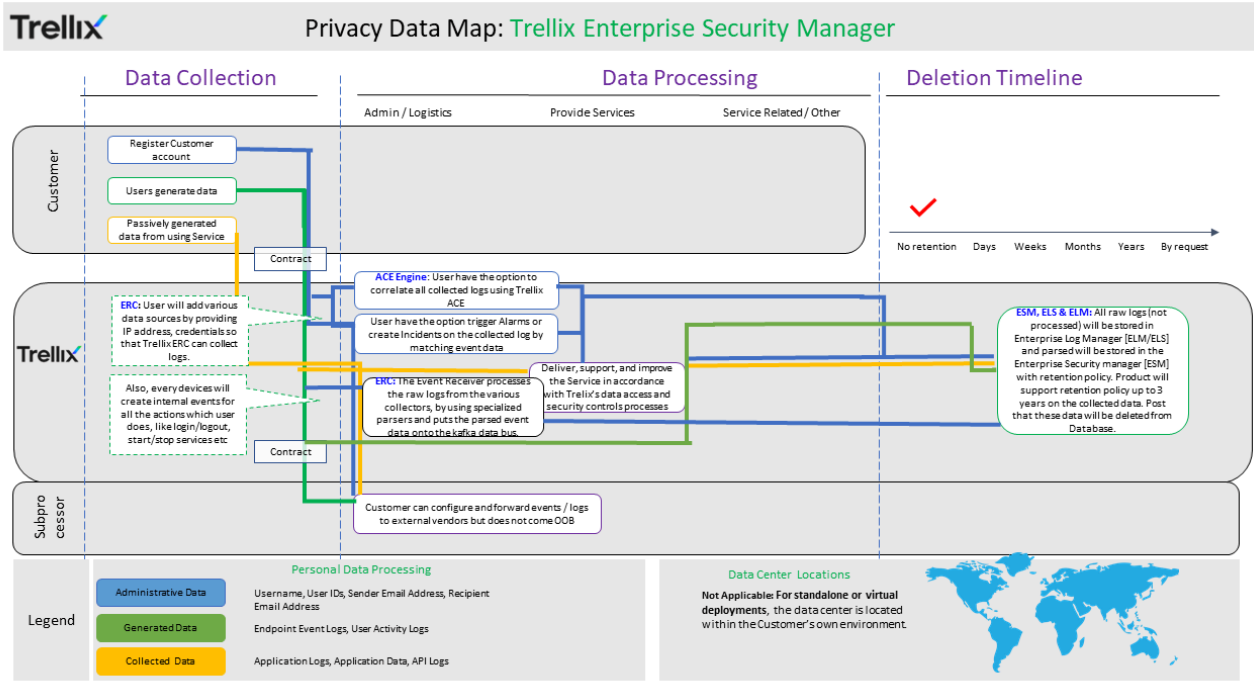 Trellix
Privacy Data Map: Trellix Enterprise Security Manager
Data Collection
Data Processing
Deletion Timeline
Admin / Logistics
Provide Services
Service Related / Other
Customer
Register Customer
account
Users generate data
Passively generated
data from using Service
Contract
No retention
Days
Weeks
Months
Years
By request
Trellix
ERC: User will add various
data sources by providing
IP address, credentials so
that Trellix ERC can collect
logs.
Also, every devices will
create internal events for
all the actions which user
does, like login/logout,
start/stop services etc
Contract
ACE Engine: User have the option to
correlate all collected logs using Trellix
ACE
User have the option trigger Alarms or
create Incidents on the collected log by
matching event data
Deliver, support, and improve
the Service in accordance
with Trelix's data access and
security controls processes
ERC: The Event Receiver processes
the raw logs from the various
collectors, by using specialized
parsers and puts the parsed event
data onto the kafka data bus.
ESM, ELS & ELM: All raw logs (not
processed) will be stored in
Enterprise Log Manager [ELM/ELS]
and parsed will be stored in the
Enterprise Security manager [ESM]
with retention policy. Product will
support retention policy up to 3
years on the collected data. Post
that these data will be deleted from
Database.
Subpro
cessor
Customer can configure and forward events / logs
to external vendors but does not come OOB
Legend
Personal Data Processing
Administrative Data
Username, User IDs, Sender Email Address, Recipient
Email Address
Generated Data
Endpoint Event Logs, User Activity Logs
Collected Data
Application Logs, Application Data, API Logs
Data Center Locations
Not Applicable: For standalone or virtual
deployments, the data center is located
within the Customer's own environment.